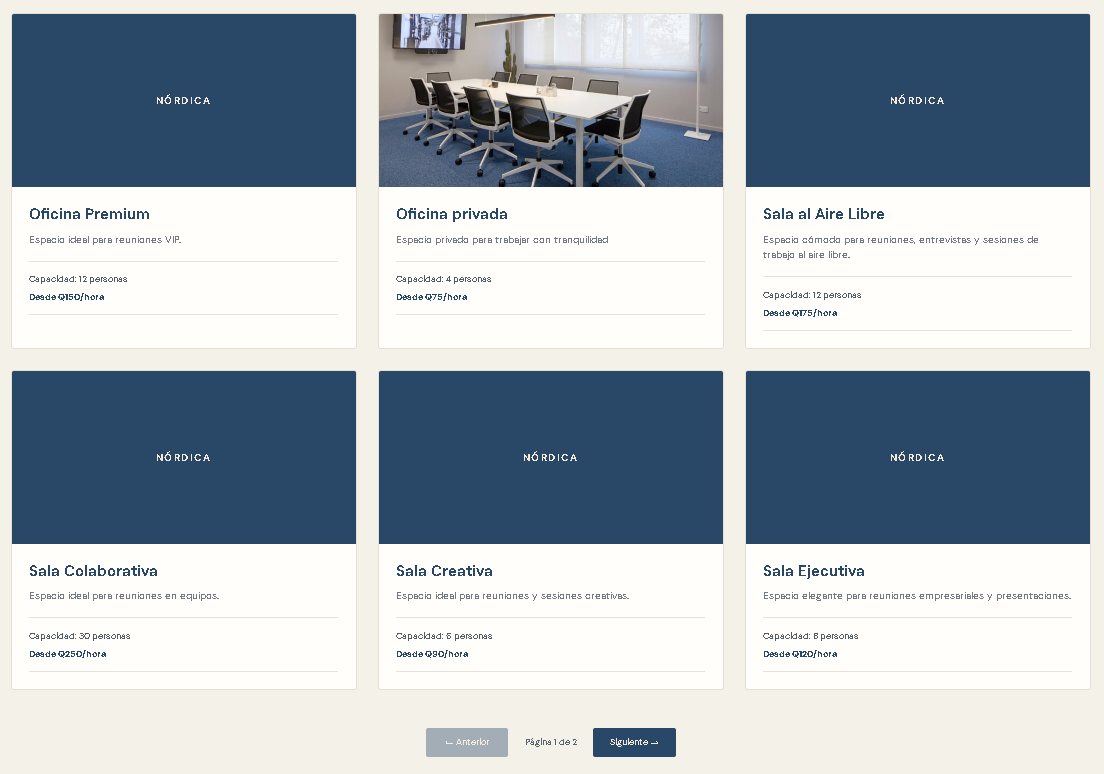 NÓRDICA
NÓRDICA
Oficina Premium
Espacio ideal para reuniones VIP.
Capacidad: 12 personas
Desde Q150/hora
Oficina privada
Espacio privado para trabajar con tranquilidad
Capacidad: 4 personas
Desde Q75/hora
Sala al Aire Libre
Espacio cómodo para reuniones, entrevistas y sesiones de
trabajo al aire libre.
Capacidad: 12 personas
Desde Q175/hora
NÓRDICA
NÓRDICA
NÓRDICA
Sala Colaborativa
Espacio ideal para reuniones en equipos.
Capacidad: 30 personas
Desde Q250/hora
Sala Creativa
Espacio ideal para reuniones y sesiones creativas.
Capacidad: 6 personas
Desde Q90/hora
Sala Ejecutiva
Espacio elegante para reuniones empresariales y presentaciones.
Capacidad: 8 personas
Desde Q120/hora
← Anterior
Página 1 de 2
Siguiente →